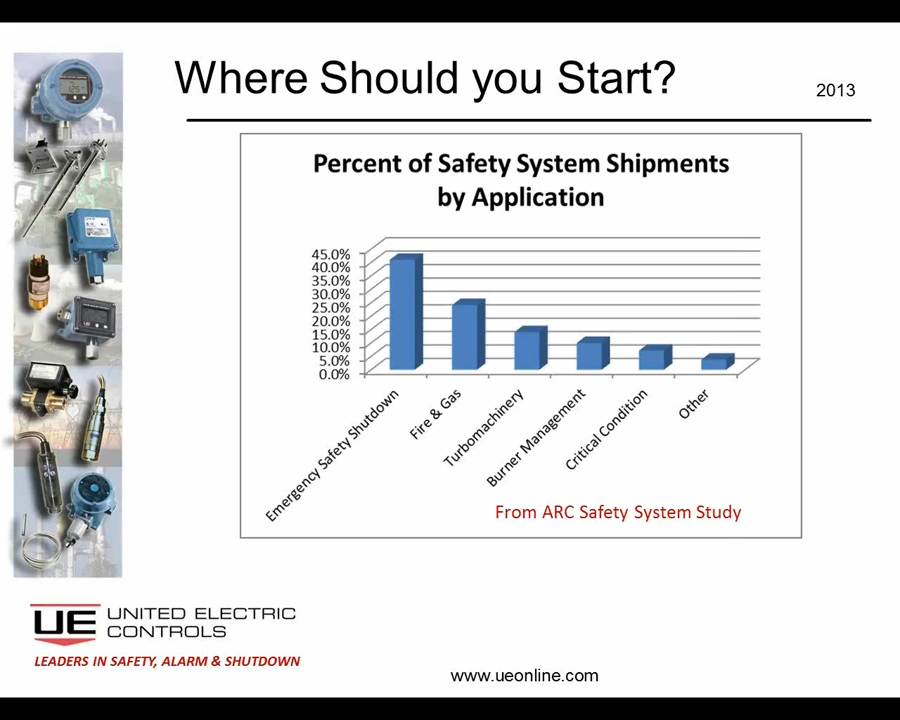 Where Should you Start?
2013
Percent of Safety System Shipments
by Application
45.0%
40.0%
35.0%
30.0%
25.0%
20.0%
15.0%
10.0%
5.0%
0.0%
Emergency Safety Shutdown
Fire & Gas
Turbomachinery
Burner Management
Critical Condition
Other
From ARC Safety System Study
UE UNITED ELECTRIC
CONTROLS
LEADERS IN SAFETY, ALARM & SHUTDOWN
www.ueonline.com